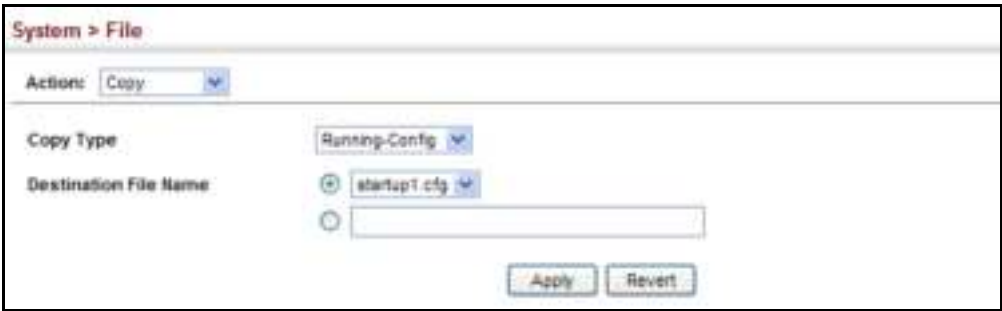 System > File
Action: Copy
Copy Type Running-Config
Destination File Name startup1.cfg
Apply Revert